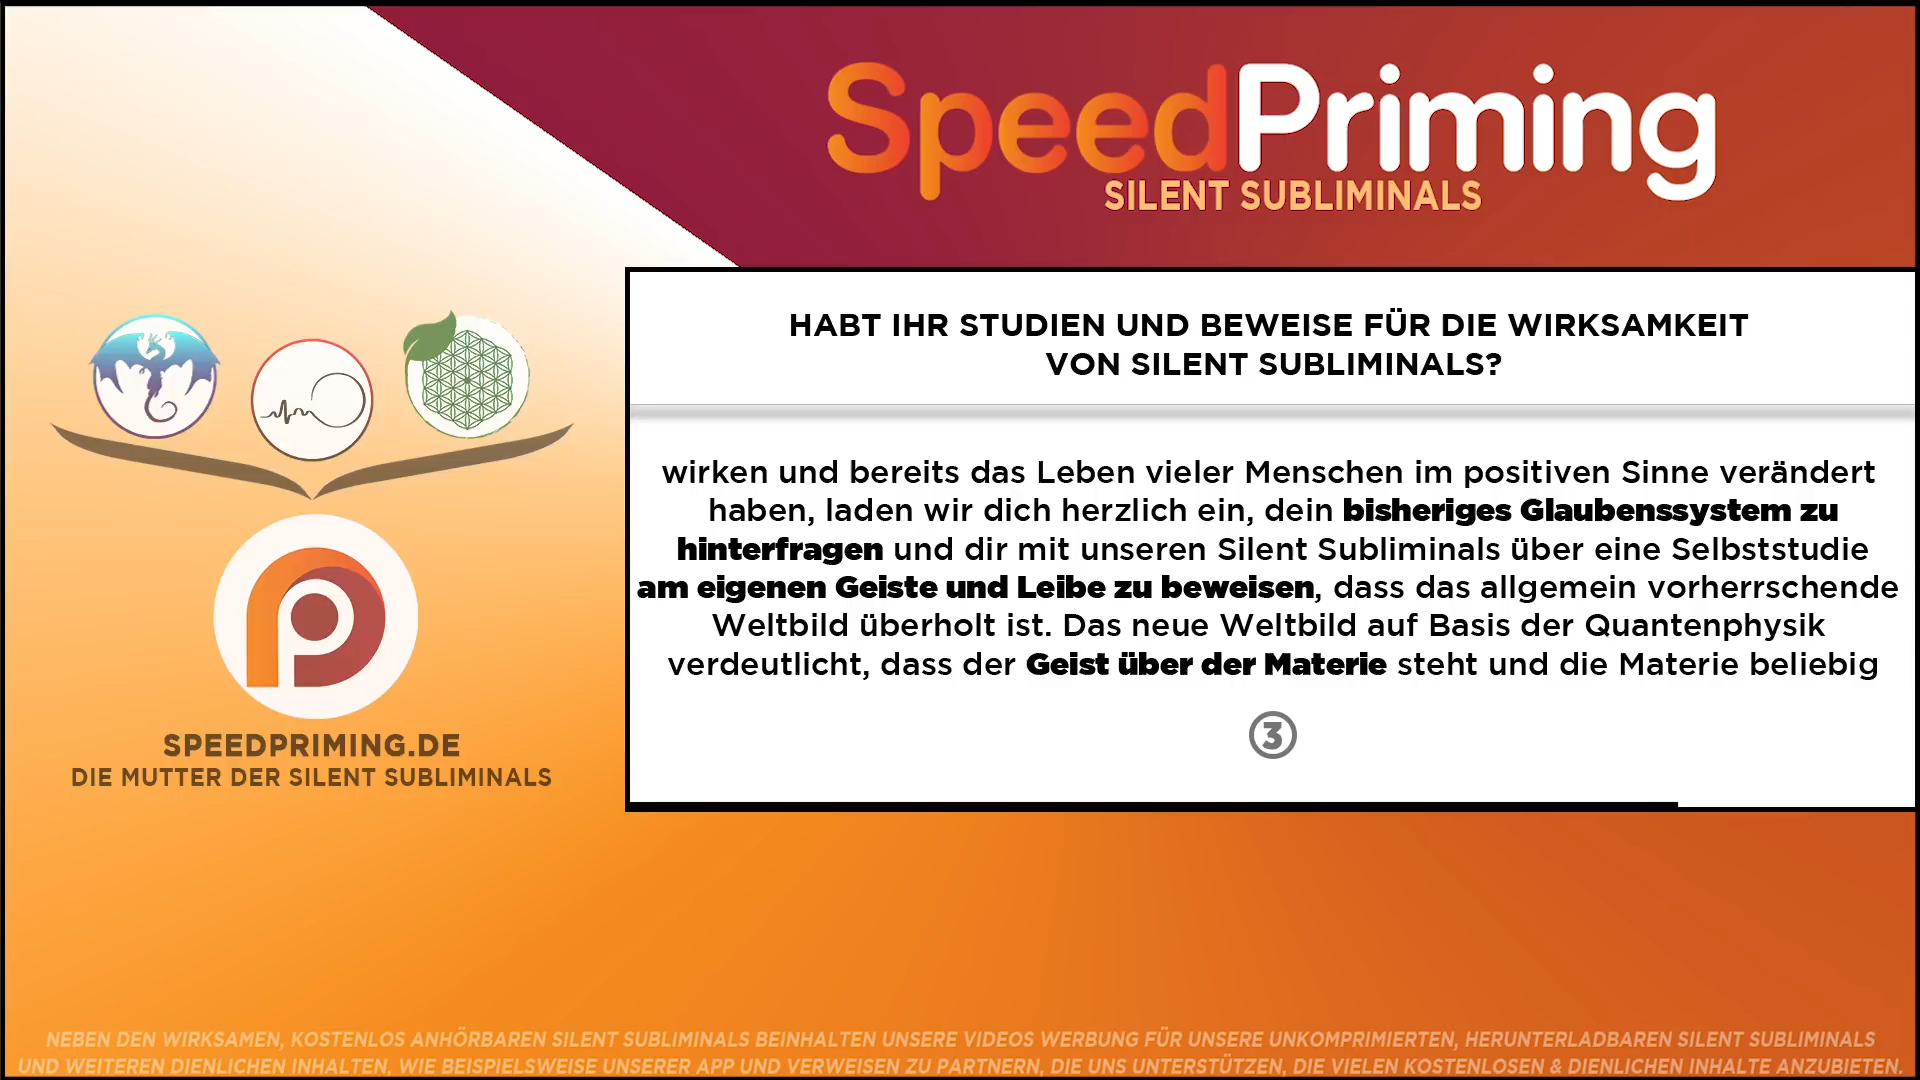 SpeedPriming
SILENT SUBLIMINALS
HABT IHR STUDIEN UND BEWEISE FÜR DIE WIRKSAMKEIT
VON SILENT SUBLIMINALS?
wirken und bereits das Leben vieler Menschen im positiven Sinne verändert
haben, laden wir dich herzlich ein, dein bisheriges Glaubenssystem zu
hinterfragen und dir mit unseren Silent Subliminals über eine Selbststudie
am eigenen Geiste und Leibe zu beweisen, dass das allgemein vorherrschende
Weltbild überholt ist. Das neue Weltbild auf Basis der Quantenphysik
verdeutlicht, dass der Geist über der Materie steht und die Materie beliebig
3
SPEEDPRIMING.DE
DIE MUTTER DER SILENT SUBLIMINALS
NEBEN DEN WIRKSAMEN, KOSTENLOS ANHÖRBAREN SILENT SUBLIMINALS BEINHALTEN UNSERE VIDEOS WERBUNG FÜR UNSERE UNKOMPRIMIERTEN, HERUNTERLADBAREN SILENT SUBLIMINALS
UND WEITEREN DIENLICHEN INHALTEN, WIE BEISPIELSWEISE UNSERER APP UND VERWEISEN ZU PARTNERN, DIE UNS UNTERSTÜTZEN, DIE VIELEN KOSTENLOSEN & DIENLICHEN INHALTE ANZUBIETEN.